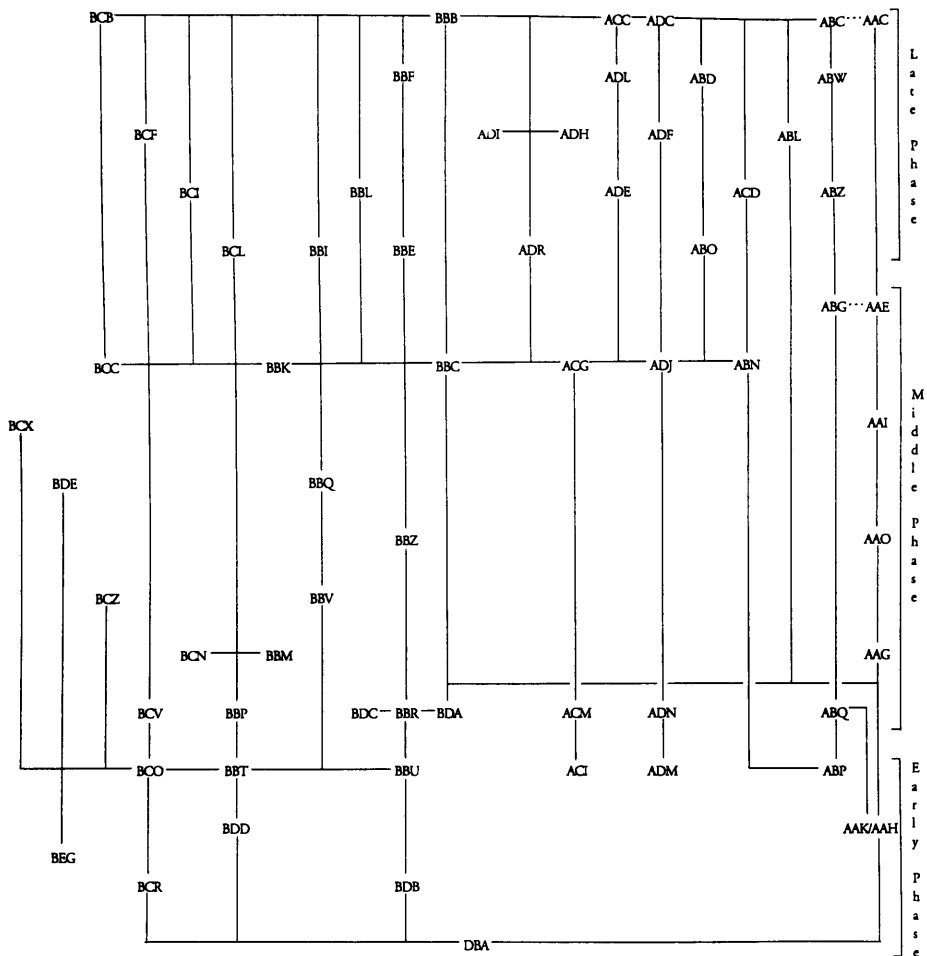 BCB BBB ACC ADC ABC AAC
BBF ADL ABD ABW
BCF ADI ADH ADF ABL
BCI BBL ADE ACD ABZ
BCL BBI BBE ADR ABO
Late phase
ABG AAE
BCC BBK BBC ACG ADJ ABN
BCX AAI
BDE BBQ
BBZ AAO
BCZ BBV
BCN BBM AAG
BCV BBP BDC BBR BDA ACM ADN ABQ
Middle phase
BCO BBT BBU ACI ADM ABP
BDD AAK/AAH
BEG
BCR BDB
DBA
Early phase